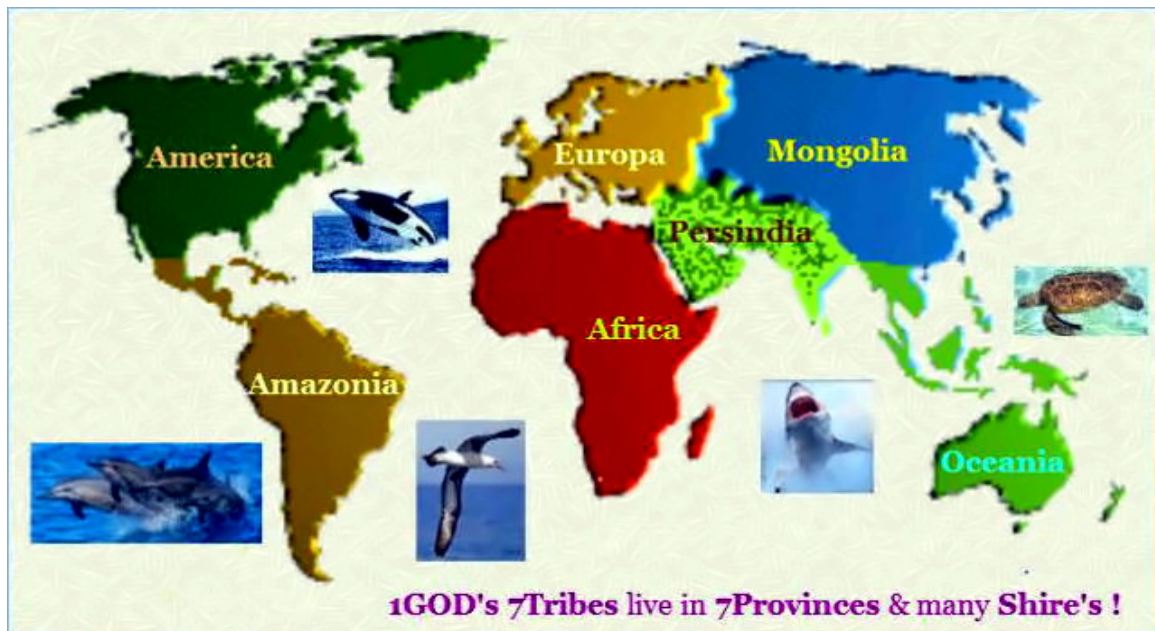 America
Europa
Mongolia
Persindia
Africa
Amazonia
Oceania
1GOD's 7Tribes live in 7Provinces & many Shire's !